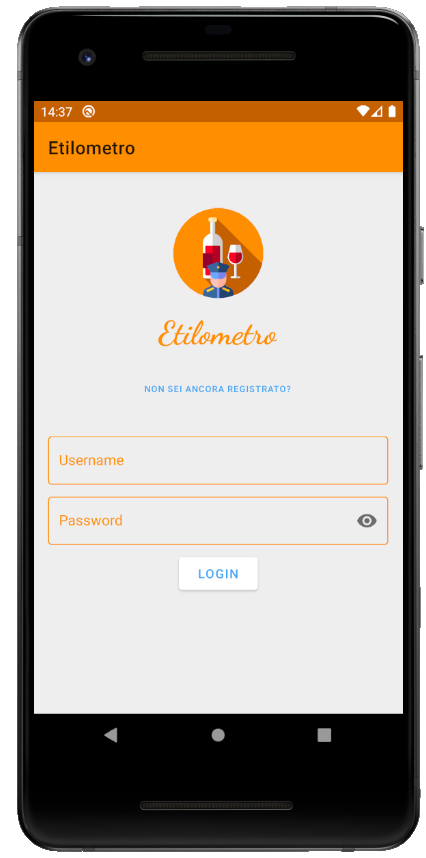 14:37
Etilometro
Etilometro
NON SEI ANCORA REGISTRATO?
Username
Password
LOGIN